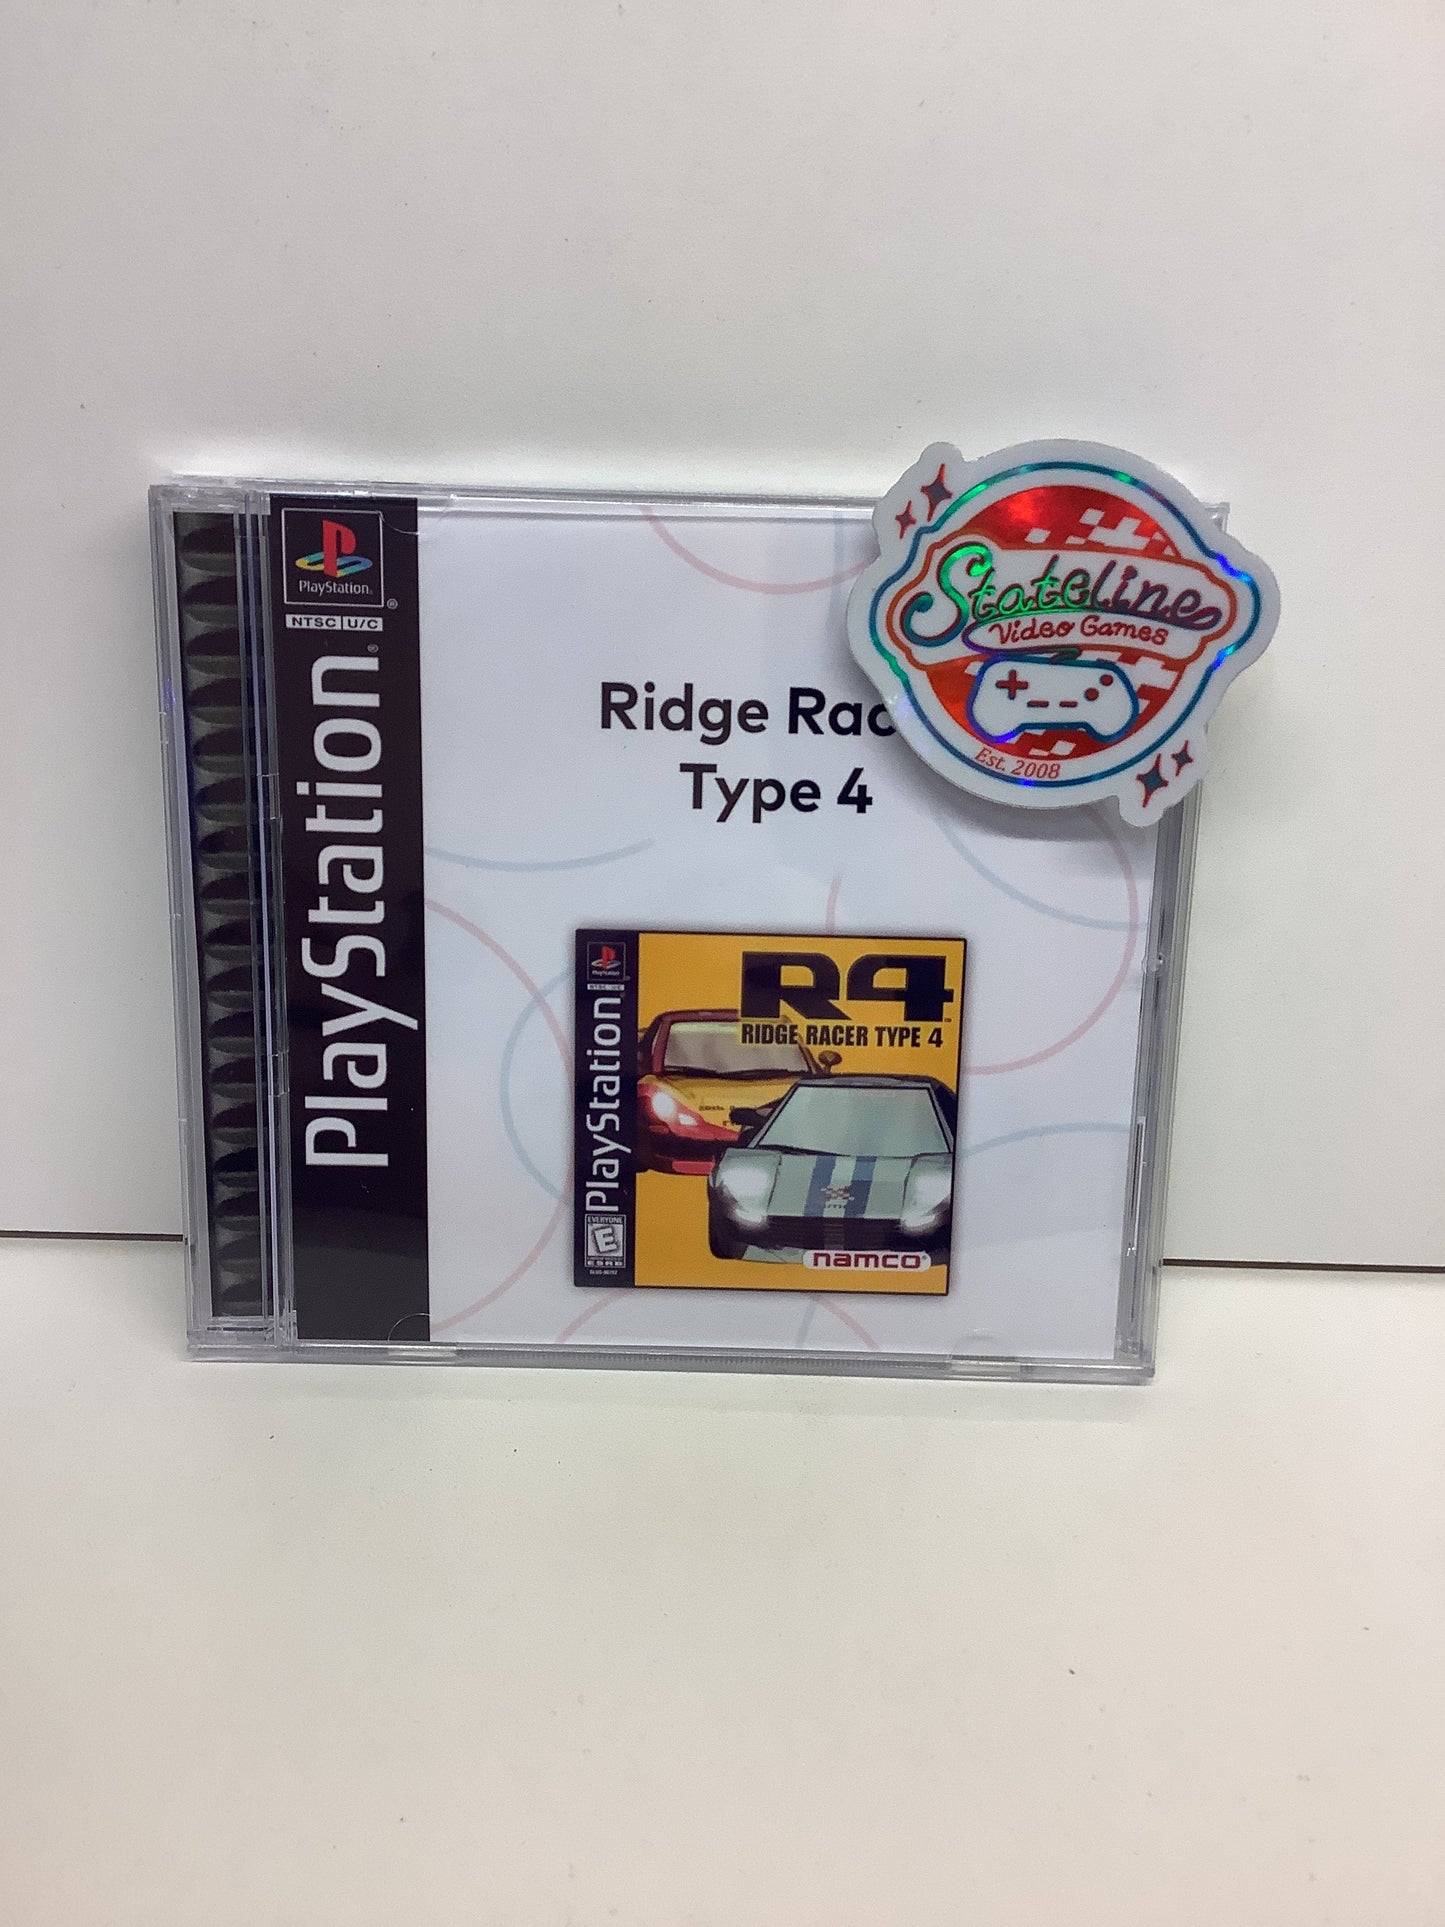 PlayStation
NTSC U/C
PlayStation
Ridge Rac
Type 4
Stateline
Video Games
Est. 2008
PlayStation
NTSC U/C
PlayStation
R4
RIDGE RACER TYPE 4
EVERYONE
E
ESRB
namco